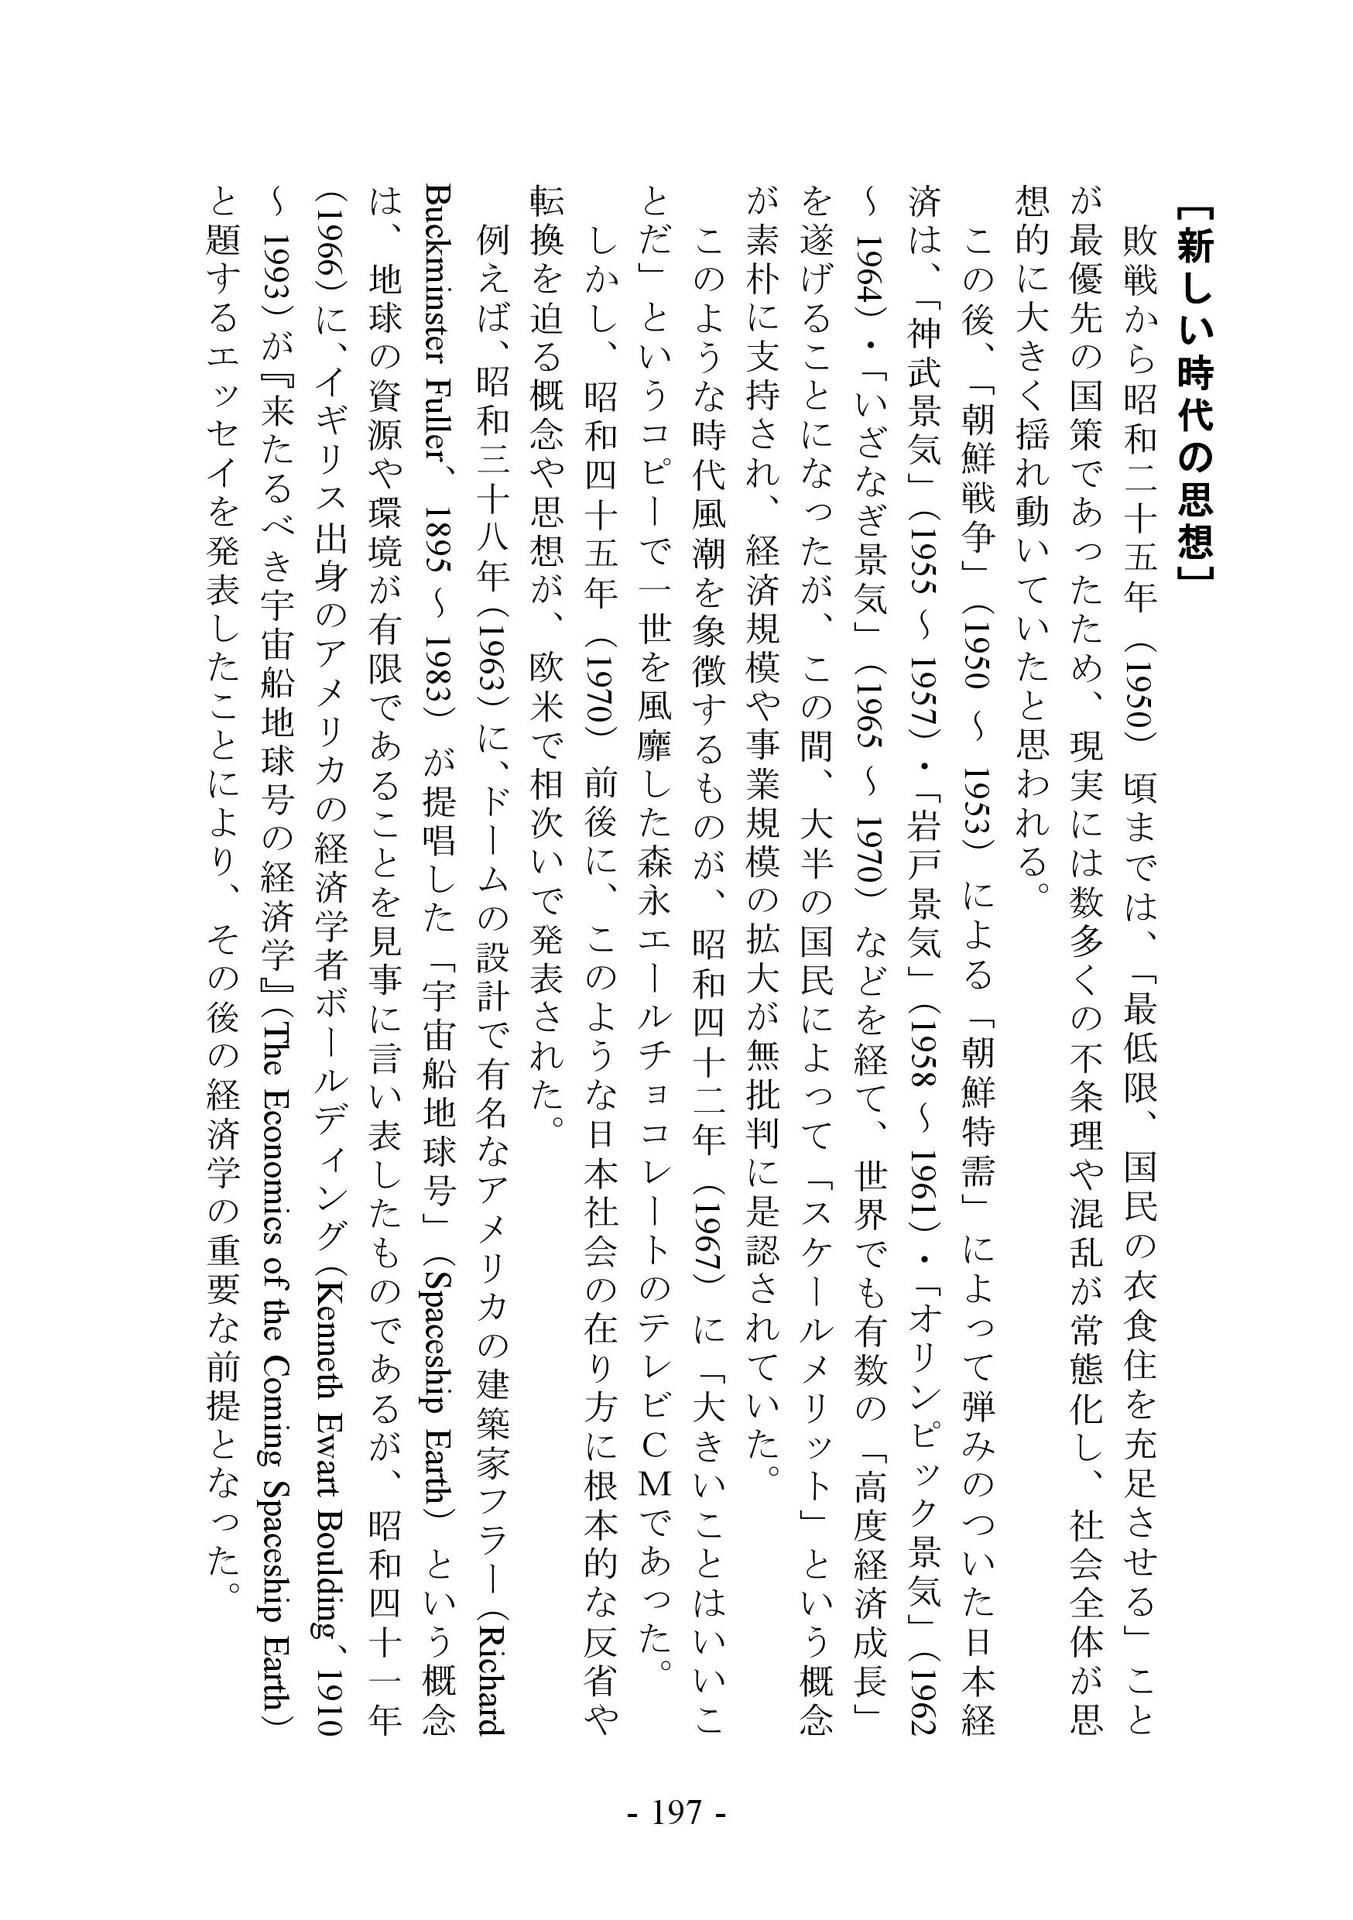 [新しい時代の思想]
　敗戦から昭和二十五年（1950）頃までは、「最低限、国民の衣食住を充足させる」こと
が最優先の国策であったため、現実には数多くの不条理や混乱が常態化し、社会全体が思
想的に大きく揺れ動いていたと思われる。
　この後、「朝鮮戦争」（1950 ～ 1953）による「朝鮮特需」によって弾みのついた日本経
済は、「神武景気」（1955 ～ 1957）・「岩戸景気」（1958 ～ 1961）・「オリンピック景気」（1962
～ 1964）・「いざなぎ景気」（1965 ～ 1970）などを経て、世界でも有数の「高度経済成長」
を遂げることになったが、この間、大半の国民によって「スケールメリット」という概念
が素朴に支持され、経済規模や事業規模の拡大が無批判に是認されていた。
　このような時代風潮を象徴するものが、昭和四十二年（1967）に「大きいことはいいこ
とだ」というコピーで一世を風靡した森永エールチョコレートのテレビＣＭであった。
　しかし、昭和四十五年（1970）前後に、このような日本社会の在り方に根本的な反省や
転換を迫る概念や思想が、欧米で相次いで発表された。
　例えば、昭和三十八年（1963）に、ドームの設計で有名なアメリカの建築家フラー（Richard
Buckminster Fuller、1895 ～ 1983）が提唱した「宇宙船地球号」（Spaceship Earth）という概念
は、地球の資源や環境が有限であることを見事に言い表したものであるが、昭和四十一年
（1966）に、イギリス出身のアメリカの経済学者ボールディング（Kenneth Ewart Boulding、1910
～ 1993）が『来たるべき宇宙船地球号の経済学』（The Economics of the Coming Spaceship Earth）
と題するエッセイを発表したことにより、その後の経済学の重要な前提となった。
- 197 -